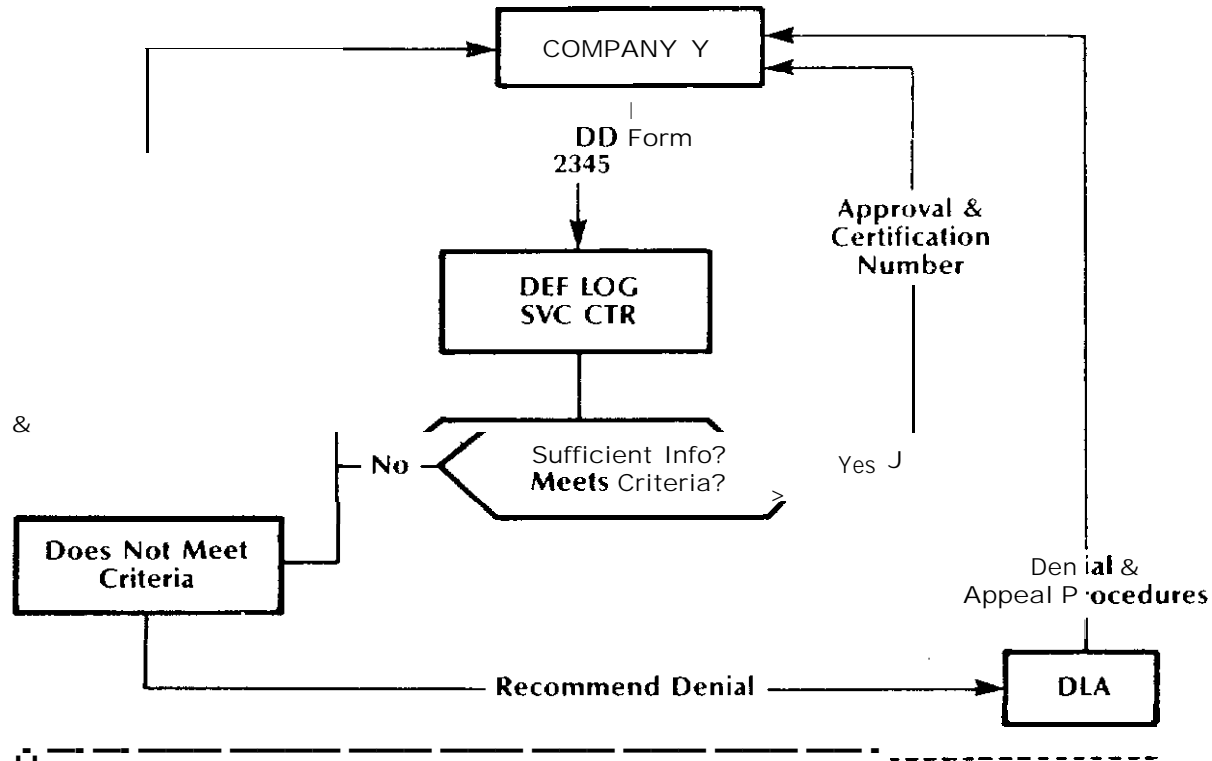 COMPANY Y
DD Form
2345
Approval &
Certification
Number
DEF LOG
SVC CTR
&
No
Sufficient Info?
Meets Criteria?
>
Yes J
Does Not Meet
Criteria
Denial &
Appeal Procedures
Recommend Denial
DLA